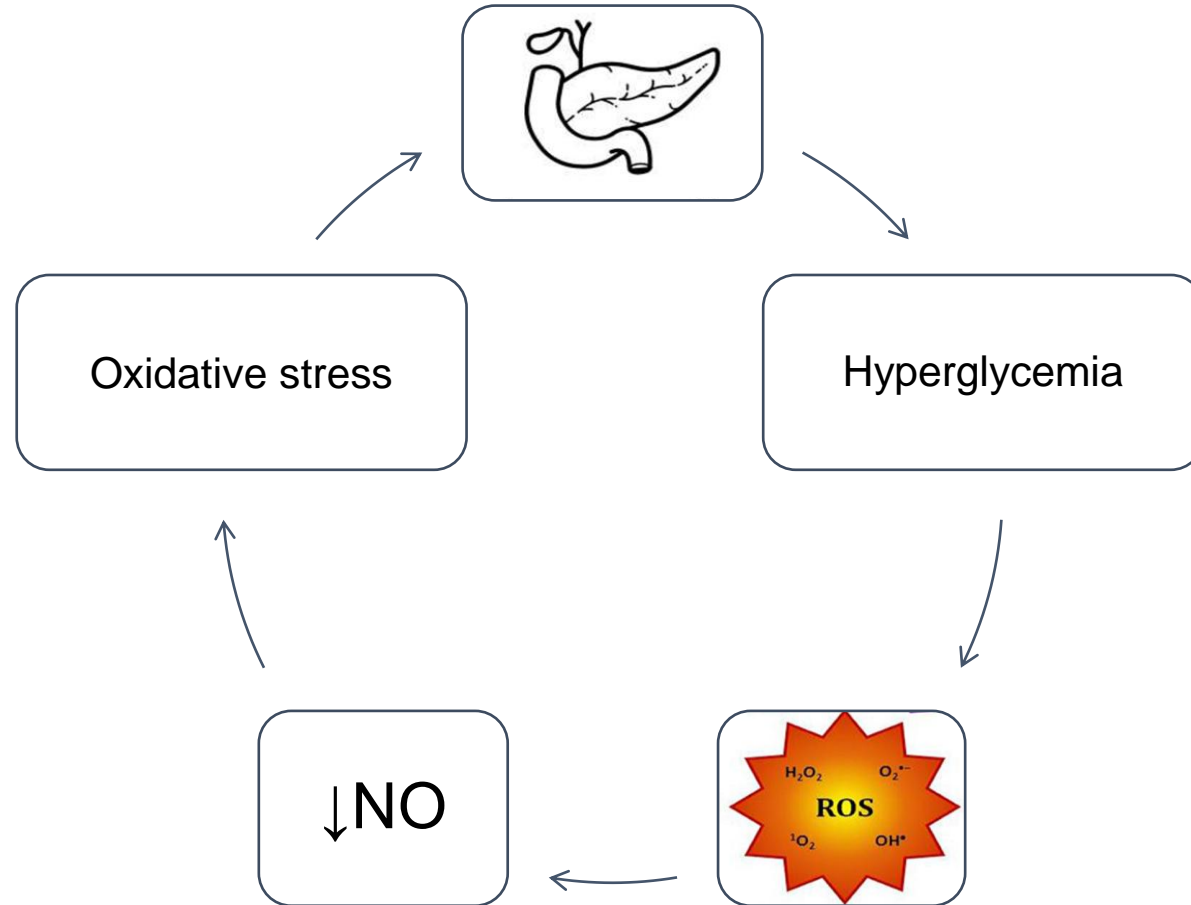 Oxidative stress
Hyperglycemia
↓NO
H₂O₂ O₂•−
ROS
¹O₂ OH•